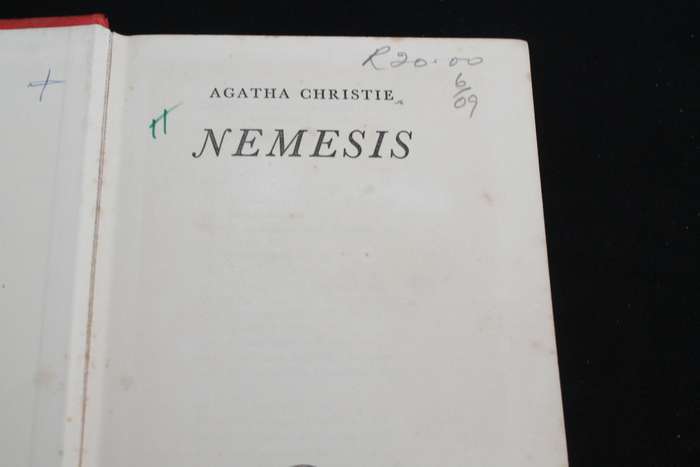 R20.00
6/09
AGATHA CHRISTIE
NEMESIS